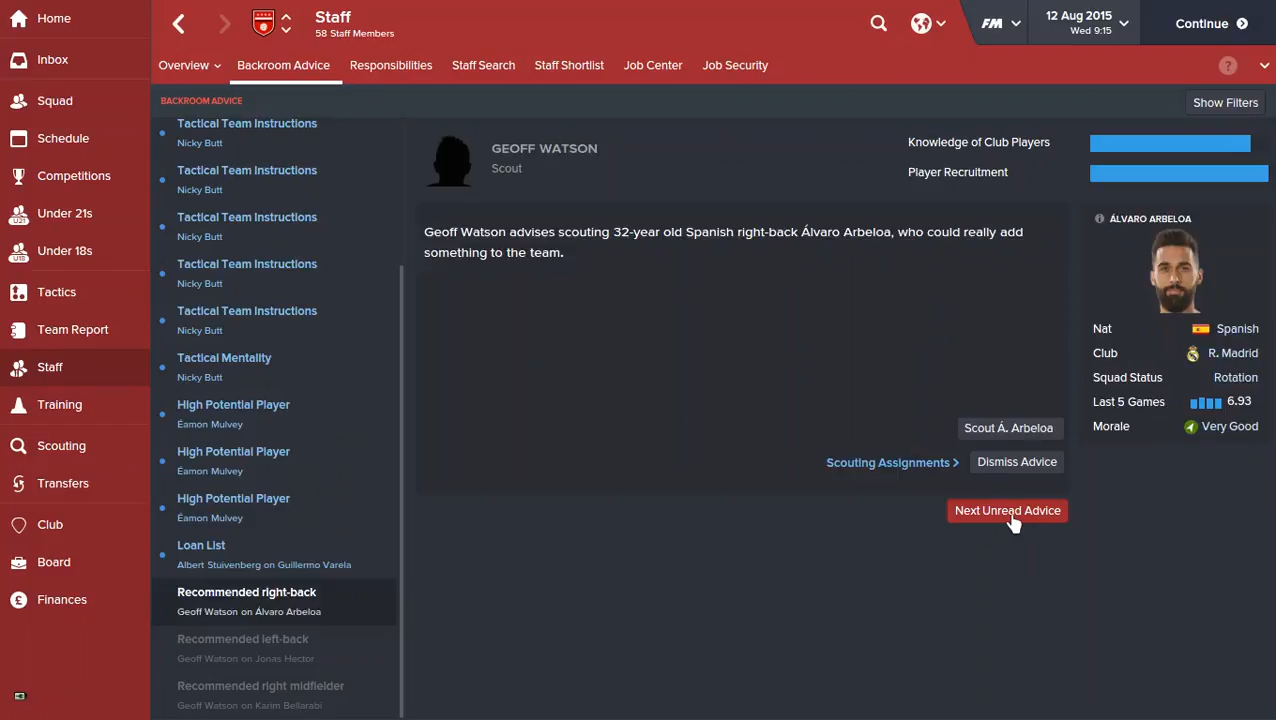 Home
Inbox
Squad
Schedule
Competitions
Under 21s
U21
Under 18s
U18
Tactics
Team Report
Staff
Training
Scouting
Transfers
Club
Board
Finances
Staff
58 Staff Members
FM
12 Aug 2015
Wed 9:15
Continue
Overview
Backroom Advice
Responsibilities
Staff Search
Staff Shortlist
Job Center
Job Security
?
BACKROOM ADVICE
Show Filters
Tactical Team Instructions
Nicky Butt
Tactical Team Instructions
Nicky Butt
Tactical Team Instructions
Nicky Butt
Tactical Team Instructions
Nicky Butt
Tactical Team Instructions
Nicky Butt
Tactical Mentality
Nicky Butt
High Potential Player
Éamon Mulvey
High Potential Player
Éamon Mulvey
High Potential Player
Éamon Mulvey
Loan List
Albert Stuivenberg on Guillermo Varela
Recommended right-back
Geoff Watson on Álvaro Arbeloa
Recommended left-back
Geoff Watson on Jonas Hector
Recommended right midfielder
Geoff Watson on Karim Bellarabi
GEOFF WATSON
Scout
Knowledge of Club Players
Player Recruitment
Geoff Watson advises scouting 32-year old Spanish right-back Álvaro Arbeloa, who could really add
something to the team.
Scout Á. Arbeloa
Scouting Assignments >
Dismiss Advice
Next Unread Advice
ÁLVARO ARBELOA
Nat Spanish
Club R. Madrid
Squad Status Rotation
Last 5 Games 6.93
Morale Very Good